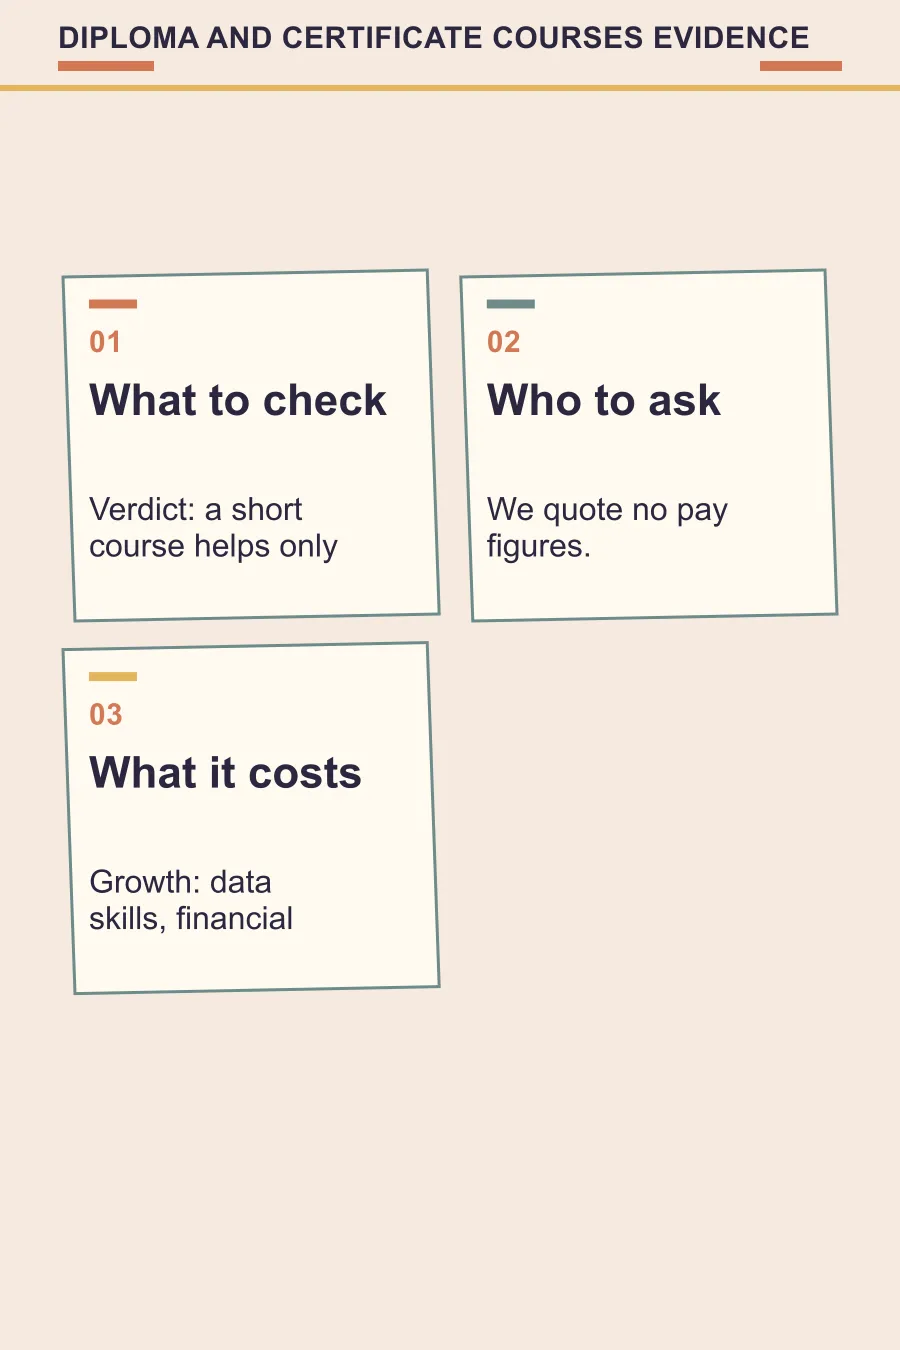 DIPLOMA AND CERTIFICATE COURSES EVIDENCE
01
What to check
Verdict: a short
course helps only
02
Who to ask
We quote no pay
figures.
03
What it costs
Growth: data
skills, financial